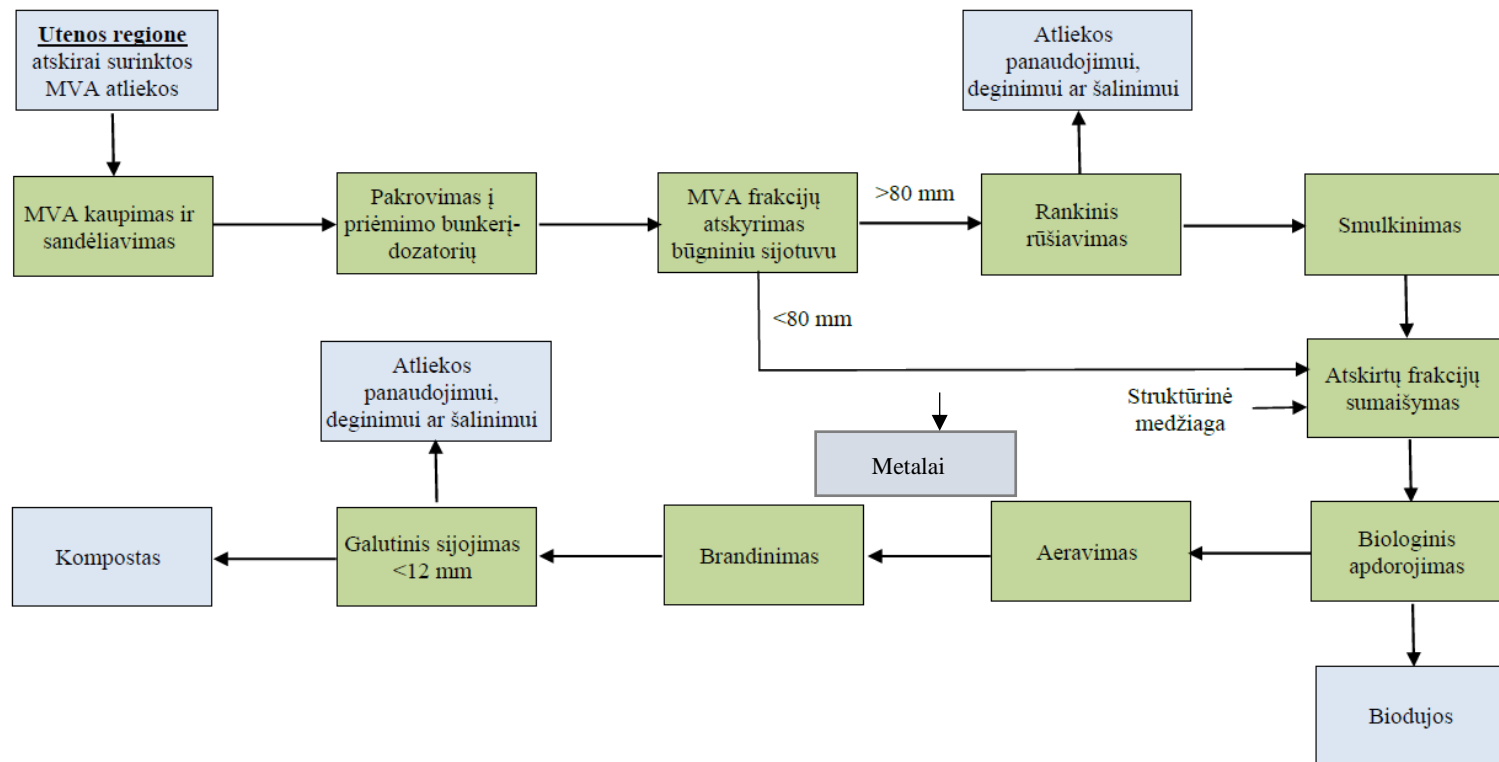 Utenos regione
atskirai surinktos
MVA atliekos
Atliekos
panaudojimui,
deginimui ar šalinimui
MVA kaupimas ir
sandėliavimas
Pakrovimas į
priėmimo bunkerį-
dozatorių
MVA frakcijų
atskyrimas
būgniniu sijotuvu
>80 mm
Rankinis
rūšiavimas
Smulkinimas
<80 mm
Atliekos
panaudojimui,
deginimui ar šalinimui
Struktūrinė
medžiaga
Atskirtų frakcijų
sumaišymas
Metalai
Kompostas
Galutinis sijojimas
<12 mm
Brandinimas
Aeravimas
Biologinis
apdorojimas
Biodujos